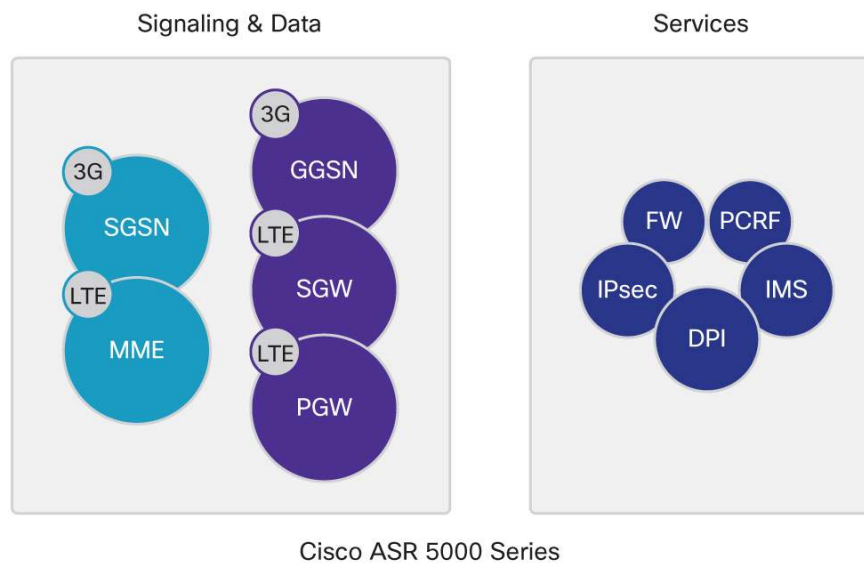 Signaling & Data
3G
SGSN
LTE
MME
3G
GGSN
LTE
SGW
LTE
PGW
Services
FW
PCRF
IPsec
IMS
DPI
Cisco ASR 5000 Series